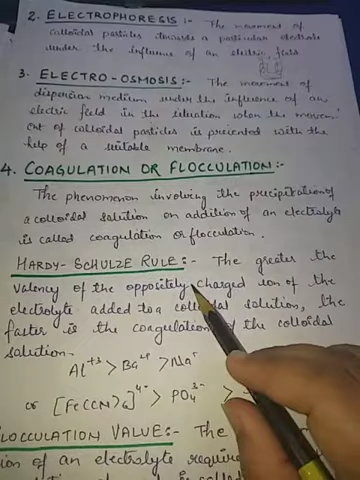 2. ELECTROPHORESIS :- The movement of
colloidal particles towards a particular electrode
under the influence of an electric field
3. ELECTRO-OSMOSIS :- The movement of
dispersion medium under the influence of an
electric field in the situation when the movem-
ent of colloidal particles is prevented with the
help of a suitable membrane.
4. COAGULATION OR FLOCCULATION :-
The phenomenon involving the precipitation of
a colloidal solution on addition of an electrolyte
is called coagulation or flocculation.
HARDY-SCHULZE RULE :- The greater the
valency of the oppositely charged ion of the
electrolyte added to a colloidal solution, the
faster is the coagulation of the colloidal
solution.
Al+3 > Ba2+ > Na+
or [Fe(CN)6]4- > PO43- >
FLOCCULATION VALUE :- The
of an electrolyte